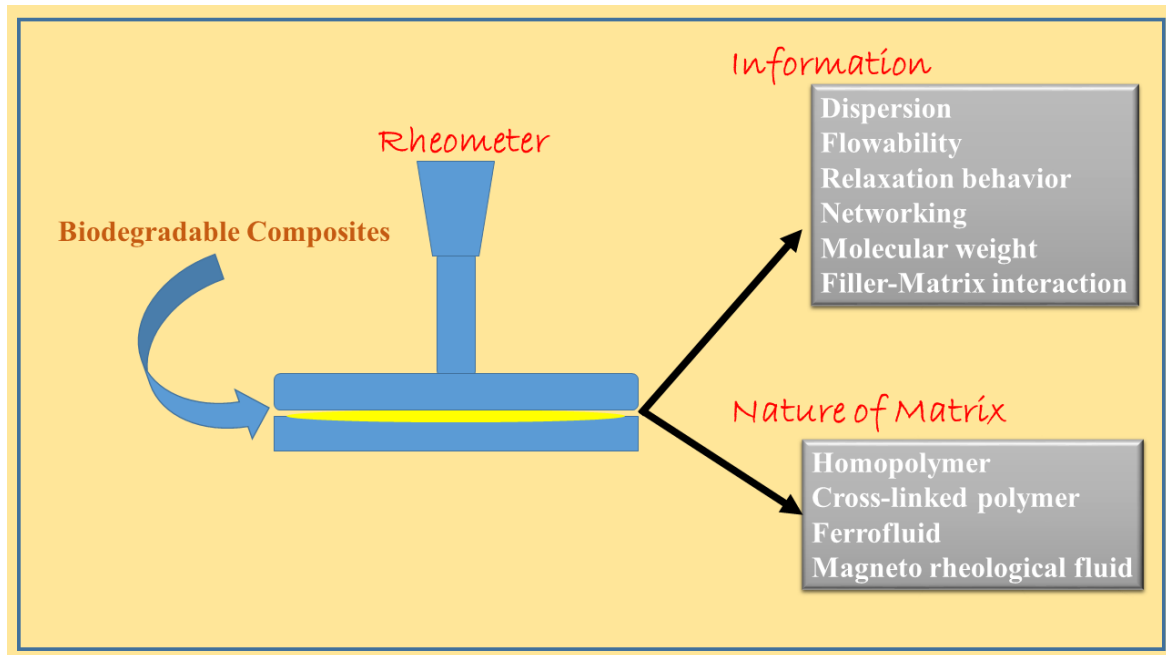 Information
Dispersion
Flowability
Relaxation behavior
Networking
Molecular weight
Filler-Matrix interaction
Rheometer
Biodegradable Composites
Nature of Matrix
Homopolymer
Cross-linked polymer
Ferrofluid
Magneto rheological fluid